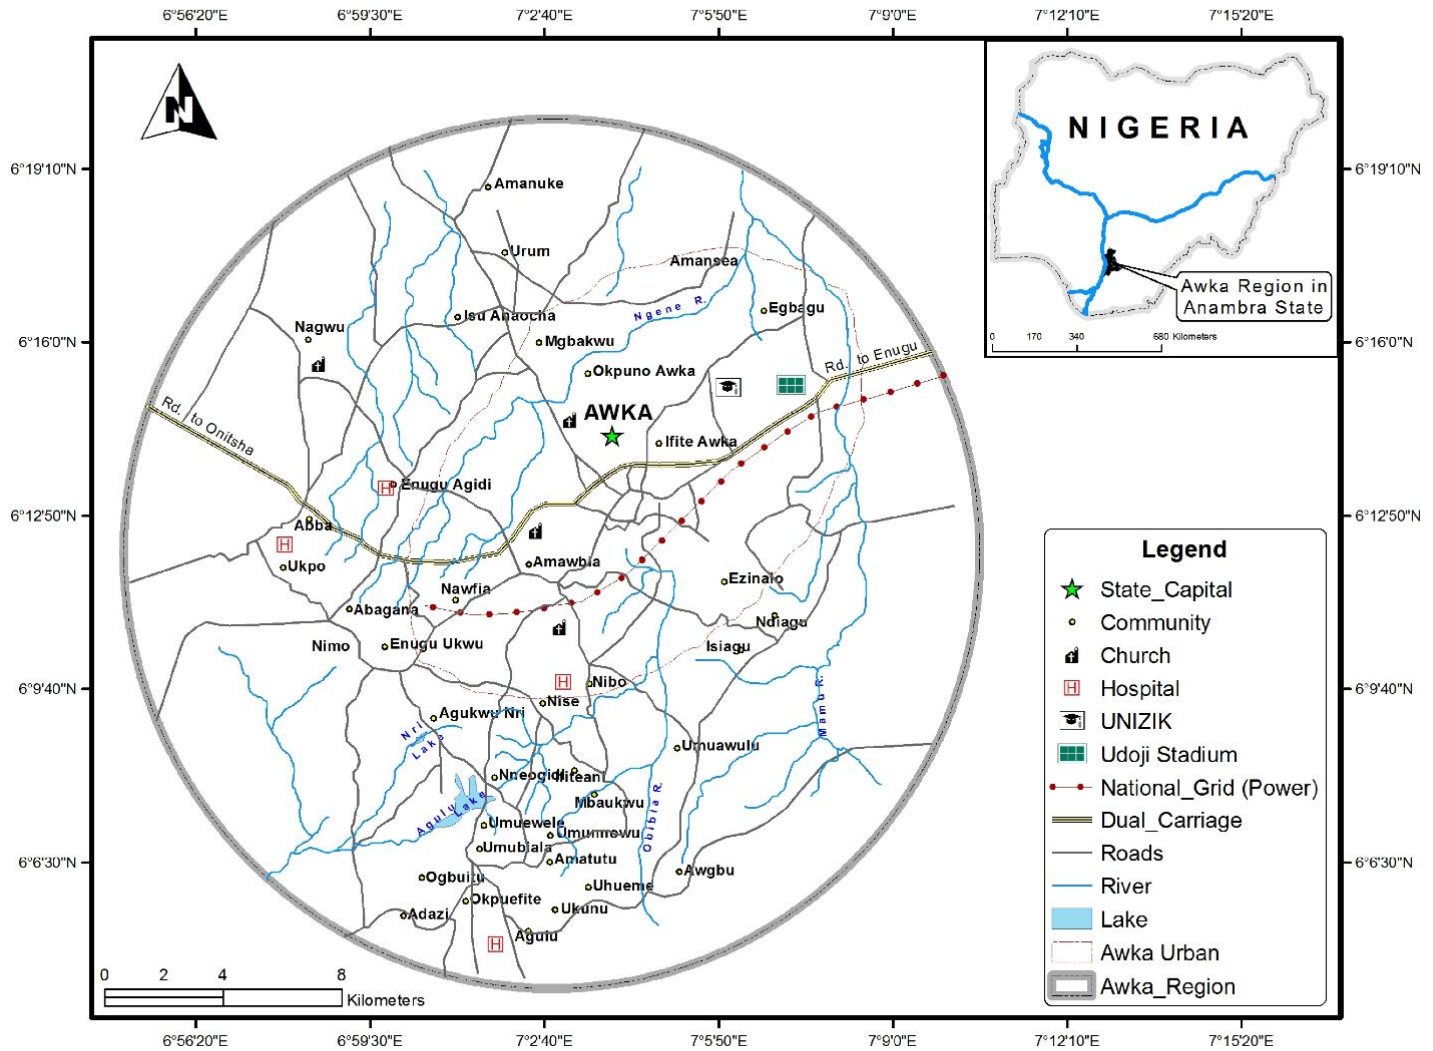 6°56'20"E 6°59'30"E 7°2'40"E 7°5'50"E 7°9'0"E 7°12'10"E 7°15'20"E
N
NIGERIA
Awka Region in
Anambra State
0 170 340 680 Kilometers
6°19'10"N 6°19'10"N
6°16'0"N 6°16'0"N
6°12'50"N 6°12'50"N
6°9'40"N 6°9'40"N
6°6'30"N 6°6'30"N
Amanuke
Urum
Amansea
Isu Anaocha
Ngene R.
Egbagu
Nagwu
Mgbakwu
Rd. to Enugu
Okpuno Awka
AWKA
Rd. to Onitsha
Ifite Awka
Enugu Agidi
Abba
Ukpo
Amawbia
Nawfia
Ezinato
Abagana
Ndiagu
Nimo
Enugu Ukwu
Isiagu
Nibo
Nise
Mamu R.
Agukwu Nri
Nri
Lake
Umuawulu
Mbaukwu
Obibia R.
Agulu Lake
Umuewele
Umubiala
Amatutu
Awgbu
Ogbuitu
Uhueme
Okpuefite
Ukunu
Adazi
Agulu
0 2 4 8
Kilometers
Legend
State_Capital
Community
Church
H Hospital
UNIZIK
Udoji Stadium
National_Grid (Power)
Dual_Carriage
Roads
River
Lake
Awka Urban
Awka_Region
6°56'20"E 6°59'30"E 7°2'40"E 7°5'50"E 7°9'0"E 7°12'10"E 7°15'20"E